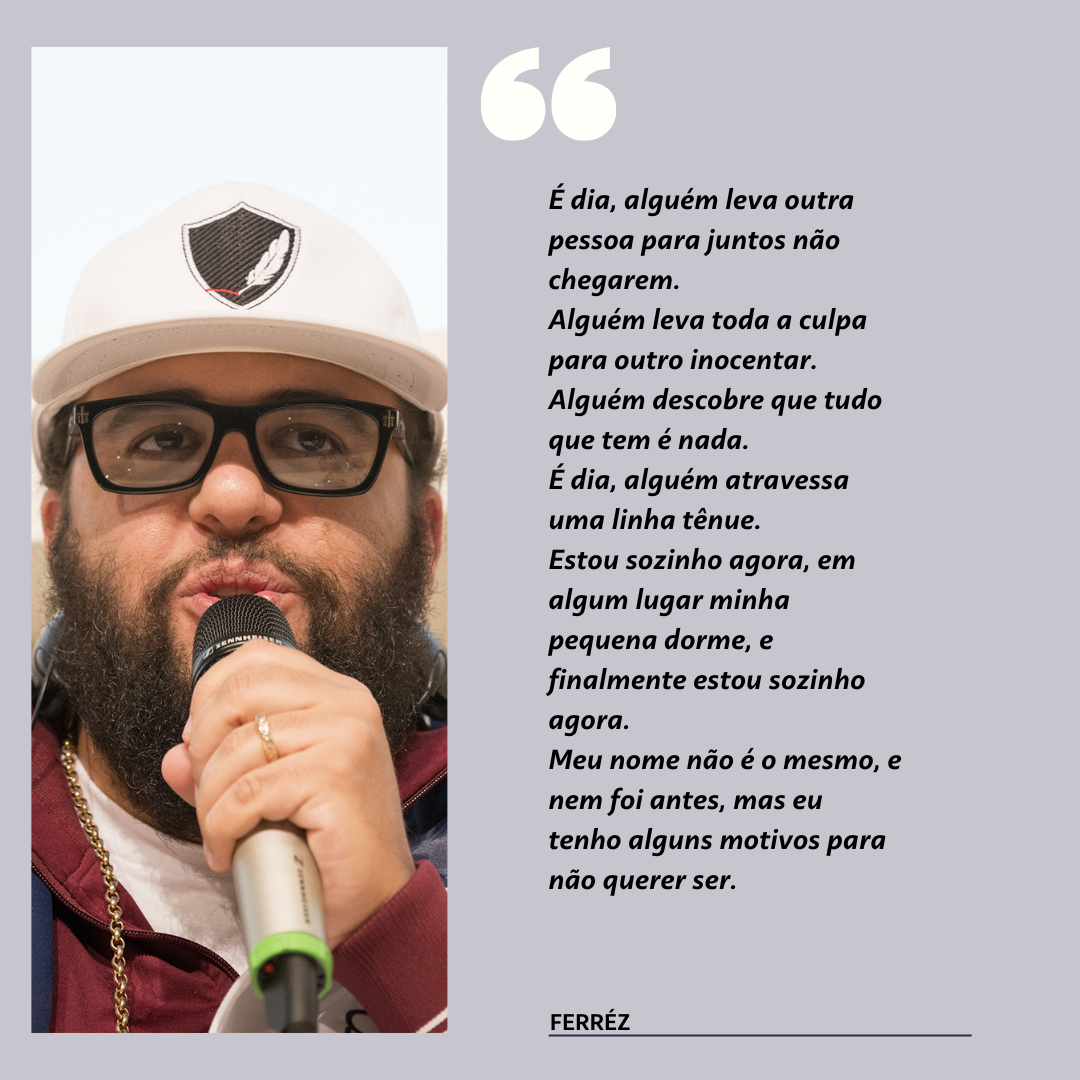 É dia, alguém leva outra
pessoa para juntos não
chegarem.
Alguém leva toda a culpa
para outro inocentar.
Alguém descobre que tudo
que tem é nada.
É dia, alguém atravessa
uma linha tênue.
Estou sozinho agora, em
algum lugar minha
pequena dorme, e
finalmente estou sozinho
agora.
Meu nome não é o mesmo, e
nem foi antes, mas eu
tenho alguns motivos para
não querer ser.
FERRÉZ
SENNHEISER